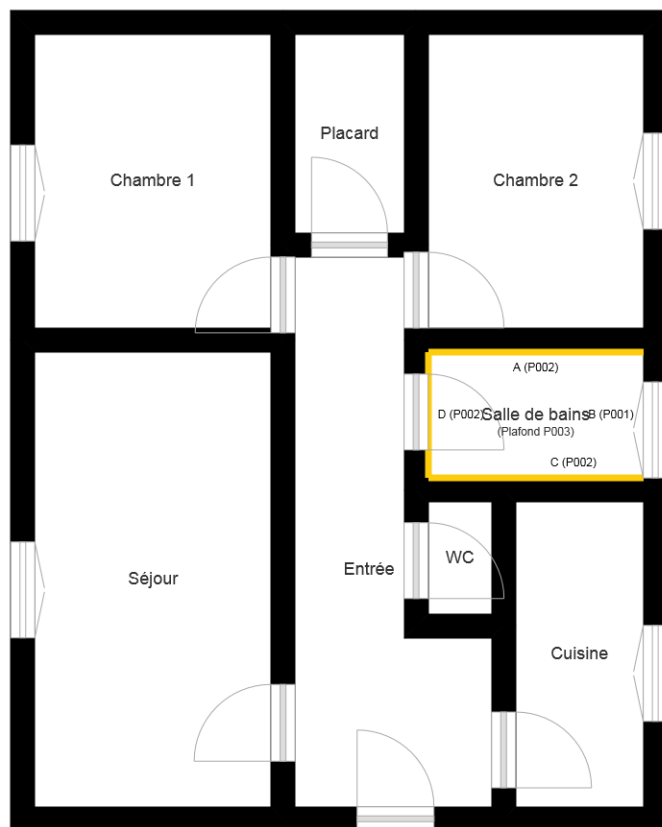 Placard
Chambre 1
Chambre 2
A (P002)
D (P002)
Salle de bains
B (P001)
(Plafond P003)
C (P002)
WC
Entrée
Séjour
Cuisine